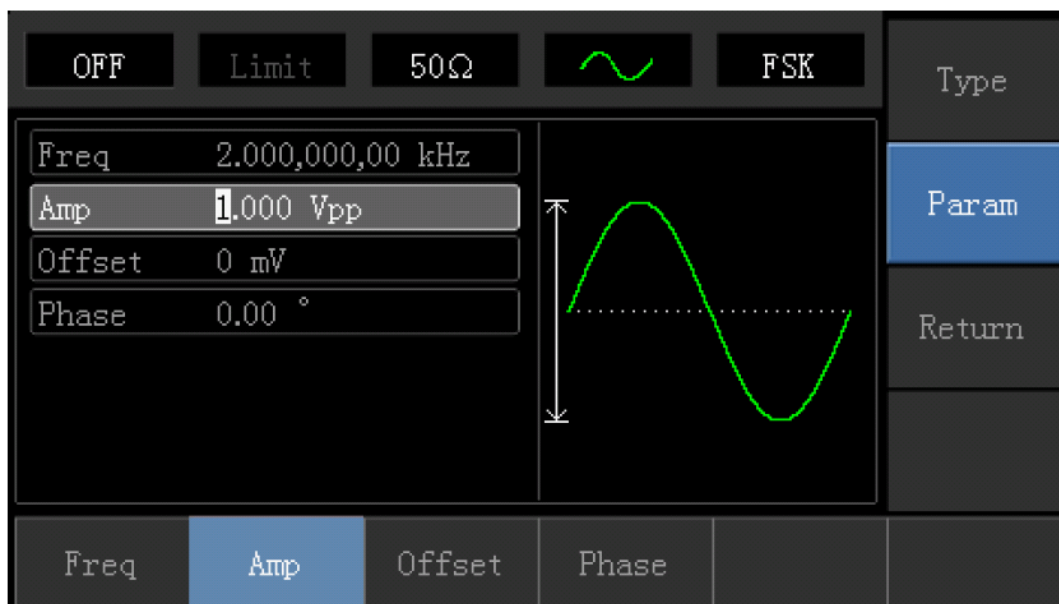 OFF Limit 50Ω FSK
Type
Freq 2.000,000,00 kHz
Amp 1.000 Vpp
Param
Offset 0 mV
Phase 0.00 °
Return
Freq Amp Offset Phase